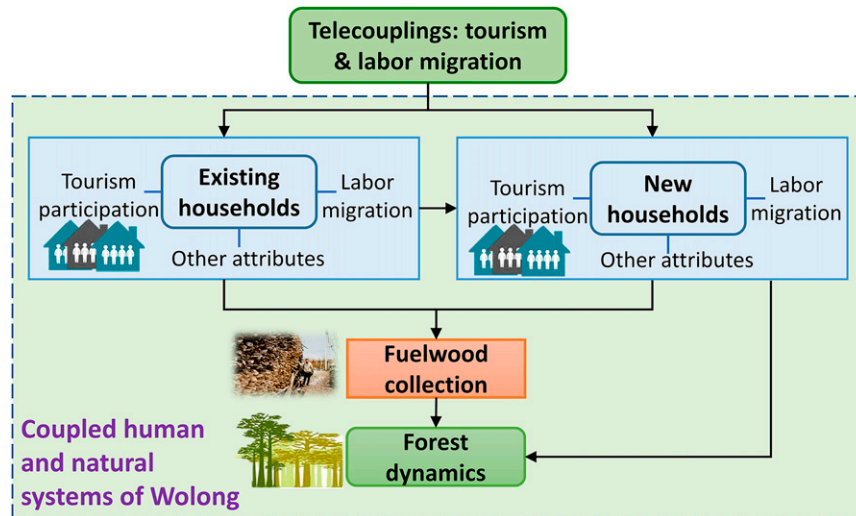 Telecouplings: tourism
& labor migration
Tourism
participation
Existing
households
Labor
migration
Other attributes
Tourism
participation
New
households
Labor
migration
Other attributes
Fuelwood
collection
Forest
dynamics
Coupled human
and natural
systems of Wolong